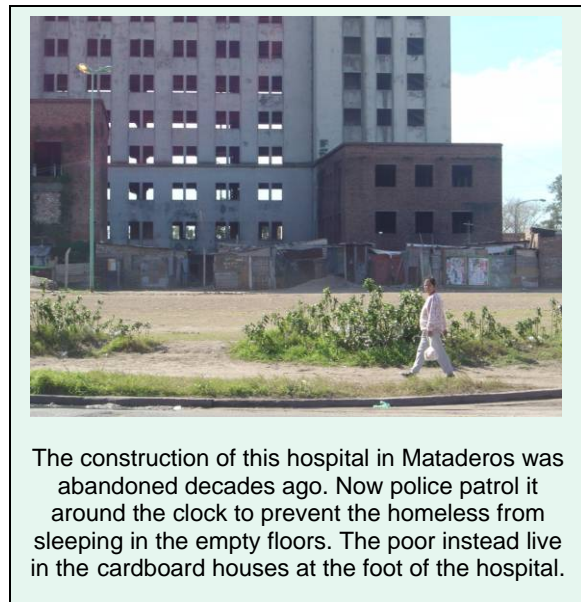 The construction of this hospital in Mataderos was
abandoned decades ago. Now police patrol it
around the clock to prevent the homeless from
sleeping in the empty floors. The poor instead live
in the cardboard houses at the foot of the hospital.